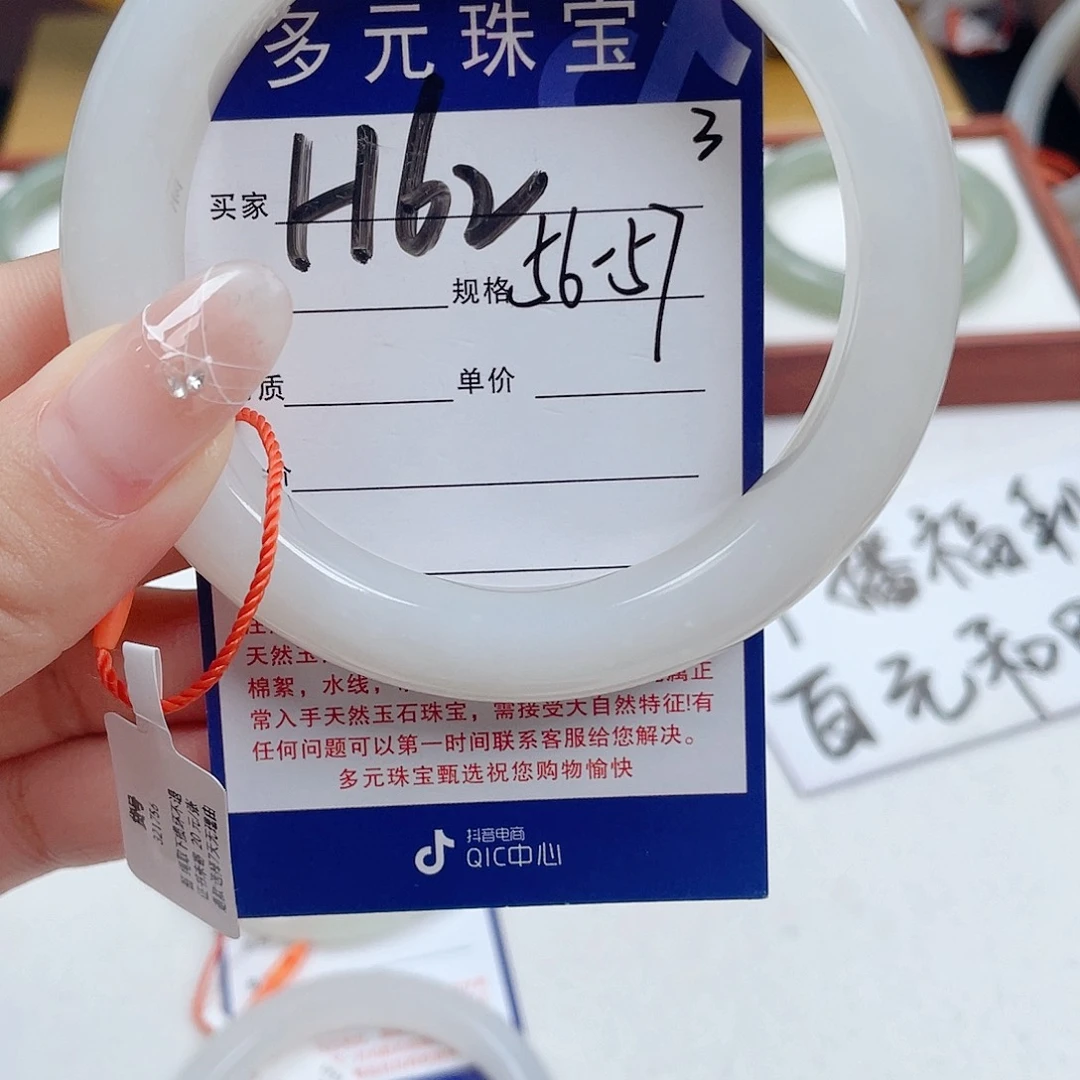 多元珠宝
3
买家 H62
规格 56-57
质 单价
价
天然玉
棉絮，水线，
常入手天然玉石珠宝，需接受大自然特征!有
任何问题可以第一时间联系客服给您解决。
多元珠宝甄选祝您购物愉快
抖音电商
QIC中心
播福利
百元和田